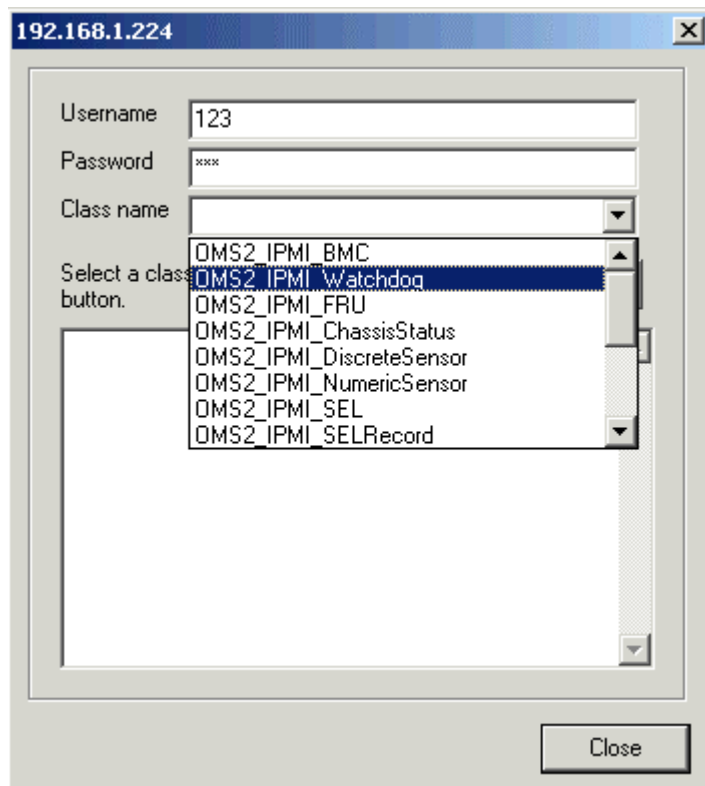 192.168.1.224
Username 123
Password ***
Class name
OMS2_IPMI_BMC
Select a clas
OMS2_IPMI_Watchdog
button.
OMS2_IPMI_FRU
OMS2_IPMI_ChassisStatus
OMS2_IPMI_DiscreteSensor
OMS2_IPMI_NumericSensor
OMS2_IPMI_SEL
OMS2_IPMI_SELRecord
Close